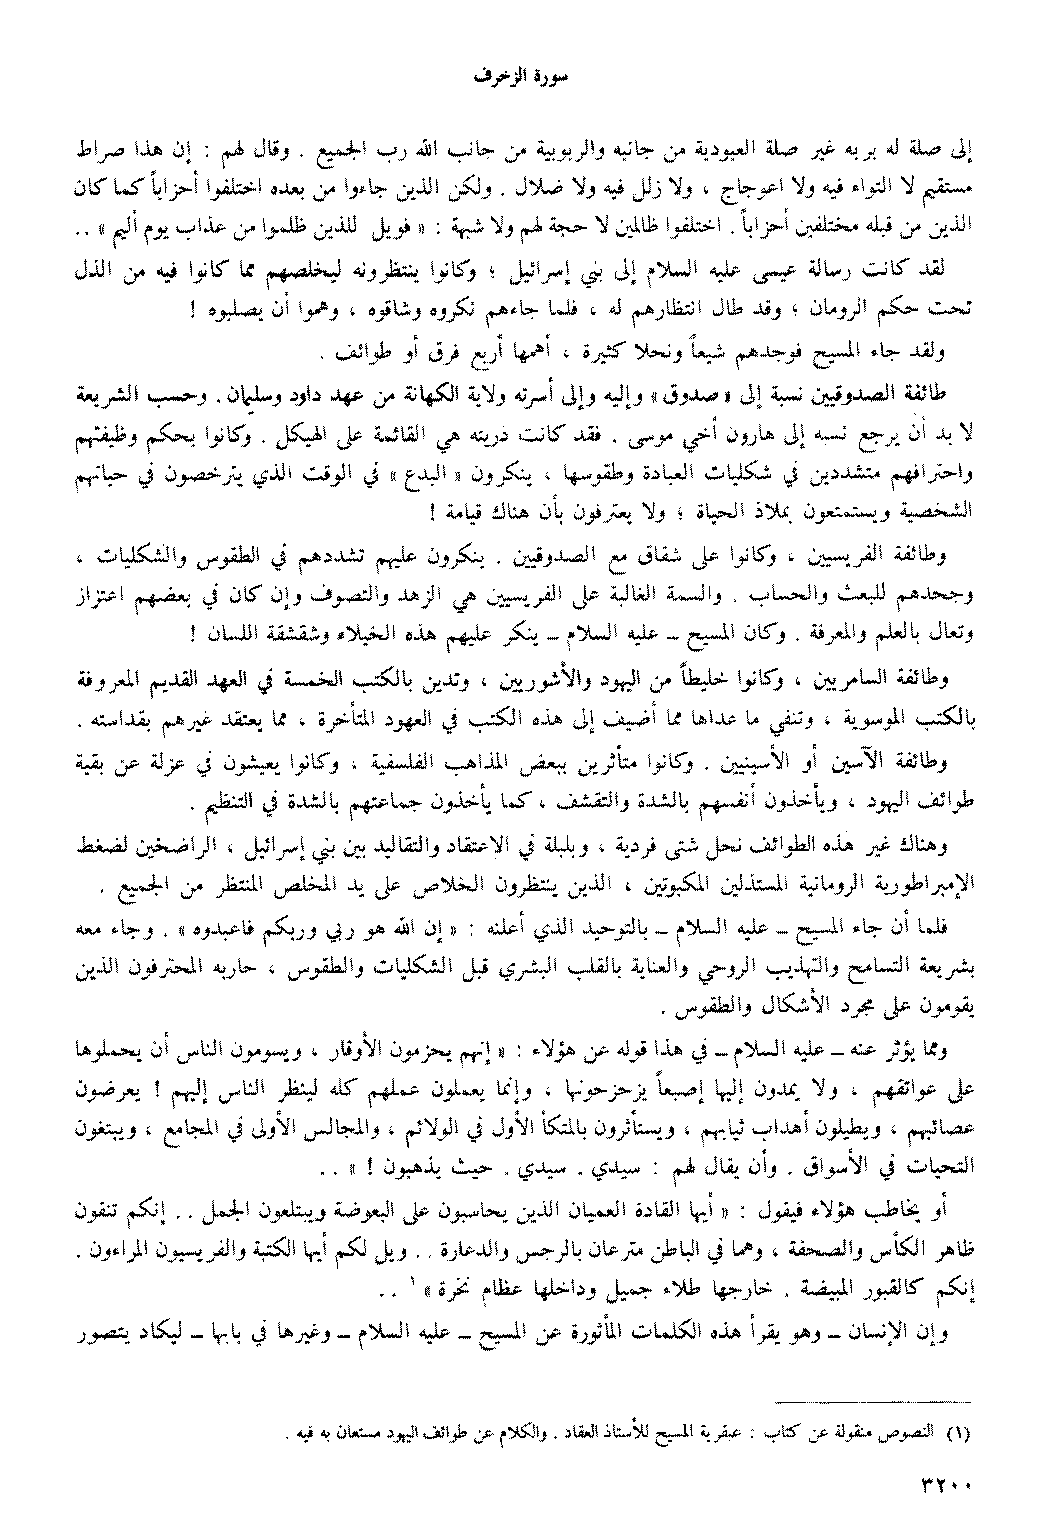 سورة الزخرف
إلى صلة له بربه غير صلة العبودية من جانبه والربوبية من جانب الله رب الجميع . وقال لهم : إن هذا صراط
مستقيم لا التواء فيه ولا اعوجاج ، ولا زلل فيه ولا ضلال . ولكن الذين جاءوا من بعده اختلفوا أحزاباً كما كان
الذين من قبله مختلفين أحزاباً . اختلفوا ظالمين لا حجة لهم ولا شبهة : « فويل للذين ظلموا من عذاب يوم أليم » ..
لقد كانت رسالة عيسى عليه السلام إلى بني إسرائيل ؛ وكانوا ينتظرونه ليخلصهم مما كانوا فيه من الذل
تحت حكم الرومان ؛ وقد طال انتظارهم له ، فلما جاءهم نكروه وشاقوه ، وهموا أن يصلبوه !
ولقد جاء المسيح فوجدهم شيعاً ونحلا كثيرة ، أهمها أربع فرق أو طوائف .
طائفة الصدوقيين نسبة إلى « صدوق » وإليه وإلى أسرته ولاية الكهانة من عهد داود وسليمان . وحسب الشريعة
لا بد أن يرجع نسبه إلى هارون أخي موسى . فقد كانت ذريته هي القائمة على الهيكل . وكانوا بحكم وظيفتهم
واحترافهم متشددين في شكليات العبادة وطقوسها ، ينكرون « البدع » في الوقت الذي يترخصون في حياتهم
الشخصية ويستمتعون بملاذ الحياة ؛ ولا يعترفون بأن هناك قيامة !
وطائفة الفريسيين ، وكانوا على شقاق مع الصدوقيين . ينكرون عليهم تشددهم في الطقوس والشكليات ،
وجحدهم للبعث والحساب . والسمة الغالبة على الفريسيين هي الزهد والتصوف وإن كان في بعضهم اعتزاز
وتعال بالعلم والمعرفة . وكان المسيح – عليه السلام – ينكر عليهم هذه الخيلاء وشقشقة اللسان !
وطائفة السامريين ، وكانوا خليطاً من اليهود والأشوريين ، وتدين بالكتب الخمسة في العهد القديم المعروفة
بالكتب الموسوية ، وتنفي ما عداها مما أضيف إلى هذه الكتب في العهود المتأخرة ، مما يعتقد غيرهم بقداسته .
وطائفة الآسين أو الأسينيين . وكانوا متأثرين ببعض المذاهب الفلسفية ، وكانوا يعيشون في عزلة عن بقية
طوائف اليهود ، ويأخذون أنفسهم بالشدة والتقشف ، كما يأخذون جماعتهم بالشدة في التنظيم .
وهناك غير هذه الطوائف نحل شتى فردية ، وبلبلة في الاعتقاد والتقاليد بين بني إسرائيل ، الراضخين لضغط
الإمبراطورية الرومانية المستذلين المكبوتين ، الذين ينتظرون الخلاص على يد المخلص المنتظر من الجميع .
فلما أن جاء المسيح – عليه السلام – بالتوحيد الذي أعلنه : « إن الله هو ربي وربكم فاعبدوه » . وجاء معه
بشريعة التسامح والتهذيب الروحي والعناية بالقلب البشري قبل الشكليات والطقوس ، حاربه المحترفون الذين
يقومون على مجرد الأشكال والطقوس .
ومما يؤثر عنه – عليه السلام – في هذا قوله عن هؤلاء : « إنهم يحزمون الأوقار ، ويسومون الناس أن يحملوها
على عواتقهم ، ولا يمدون إليها إصبعاً يزحزحونها ، وإنما يعملون عملهم كله لينظر الناس إليهم ! يعرضون
عصائبهم ، ويطيلون أهداب ثيابهم ، ويستأثرون بالمتكأ الأول في الولائم ، والمجالس الأولى في المجامع ، ويبتغون
التحيات في الأسواق . وأن يقال لهم : سيدي . سيدي . حيث يذهبون ! » ..
أو يخاطب هؤلاء فيقول : « أيها القادة العميان الذين يحاسبون على البعوضة ويبتلعون الجمل .. إنكم تنقون
ظاهر الكأس والصحفة ، وهما في الباطن مترعان بالرجس والدعارة .. ويل لكم أيها الكتبة والفريسيون المراءون .
إنكم كالقبور المبيضة . خارجها طلاء جميل وداخلها عظام نخرة » ١ ..
وإن الإنسان – وهو يقرأ هذه الكلمات المأثورة عن المسيح – عليه السلام – وغيرها في بابها – ليكاد يتصور
(١) النصوص منقولة عن كتاب : عبقرية المسيح للأستاذ العقاد . والكلام عن طوائف اليهود مستعان به فيه .
٣٢٠٠